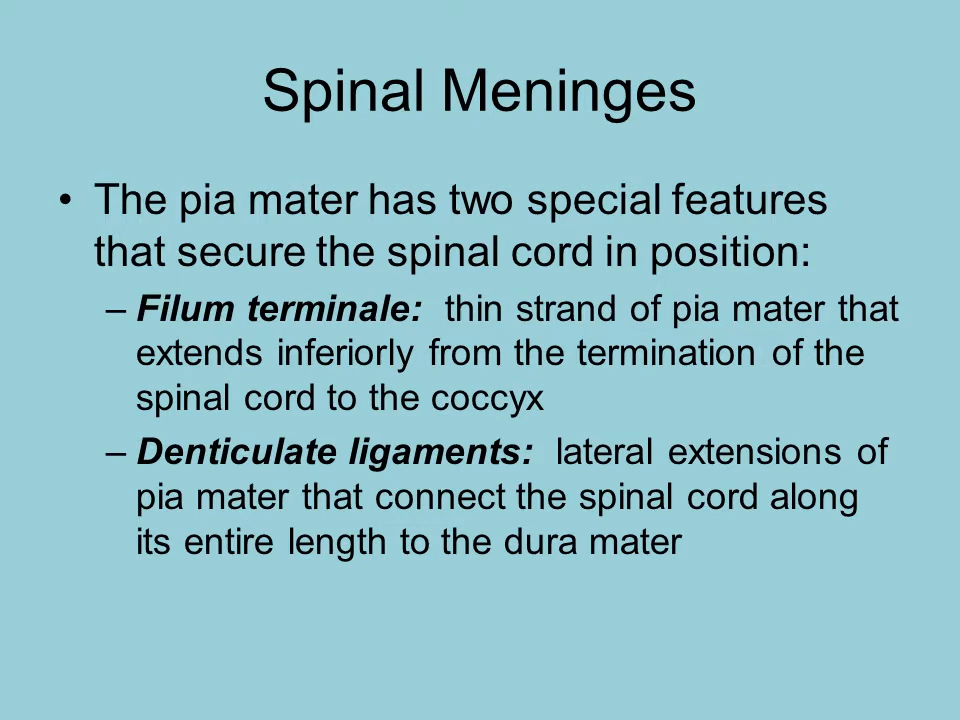 Spinal Meninges
• The pia mater has two special features
that secure the spinal cord in position:
– Filum terminale: thin strand of pia mater that
extends inferiorly from the termination of the
spinal cord to the coccyx
– Denticulate ligaments: lateral extensions of
pia mater that connect the spinal cord along
its entire length to the dura mater